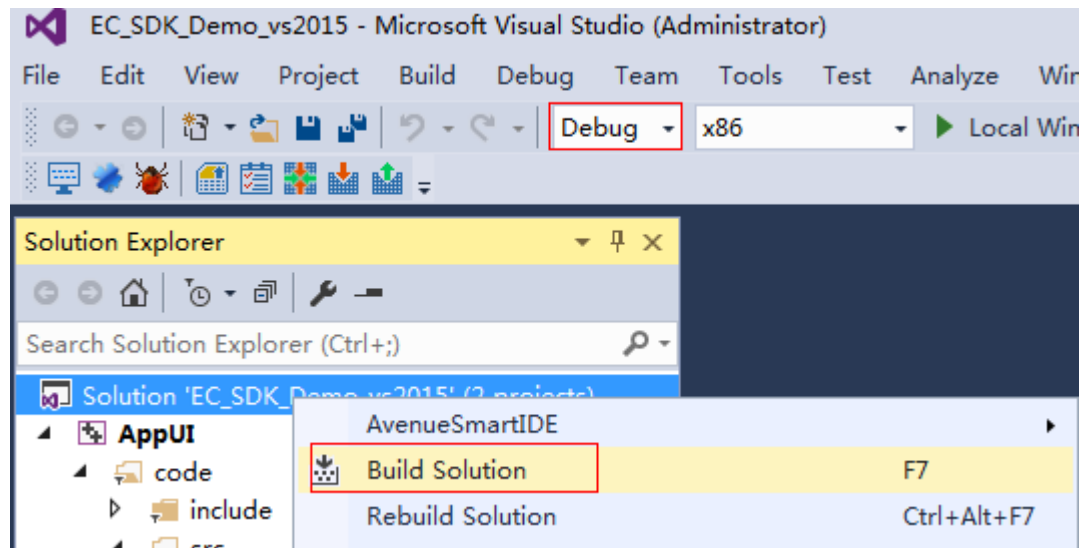 EC_SDK_Demo_vs2015 - Microsoft Visual Studio (Administrator)
File Edit View Project Build Debug Team Tools Test Analyze
Debug x86 Local
Solution Explorer
Search Solution Explorer (Ctrl+;)
Solution 'EC_SDK_Demo_vs2015' (2 projects)
AppUI AvenueSmartIDE
code Build Solution F7
include Rebuild Solution Ctrl+Alt+F7
src